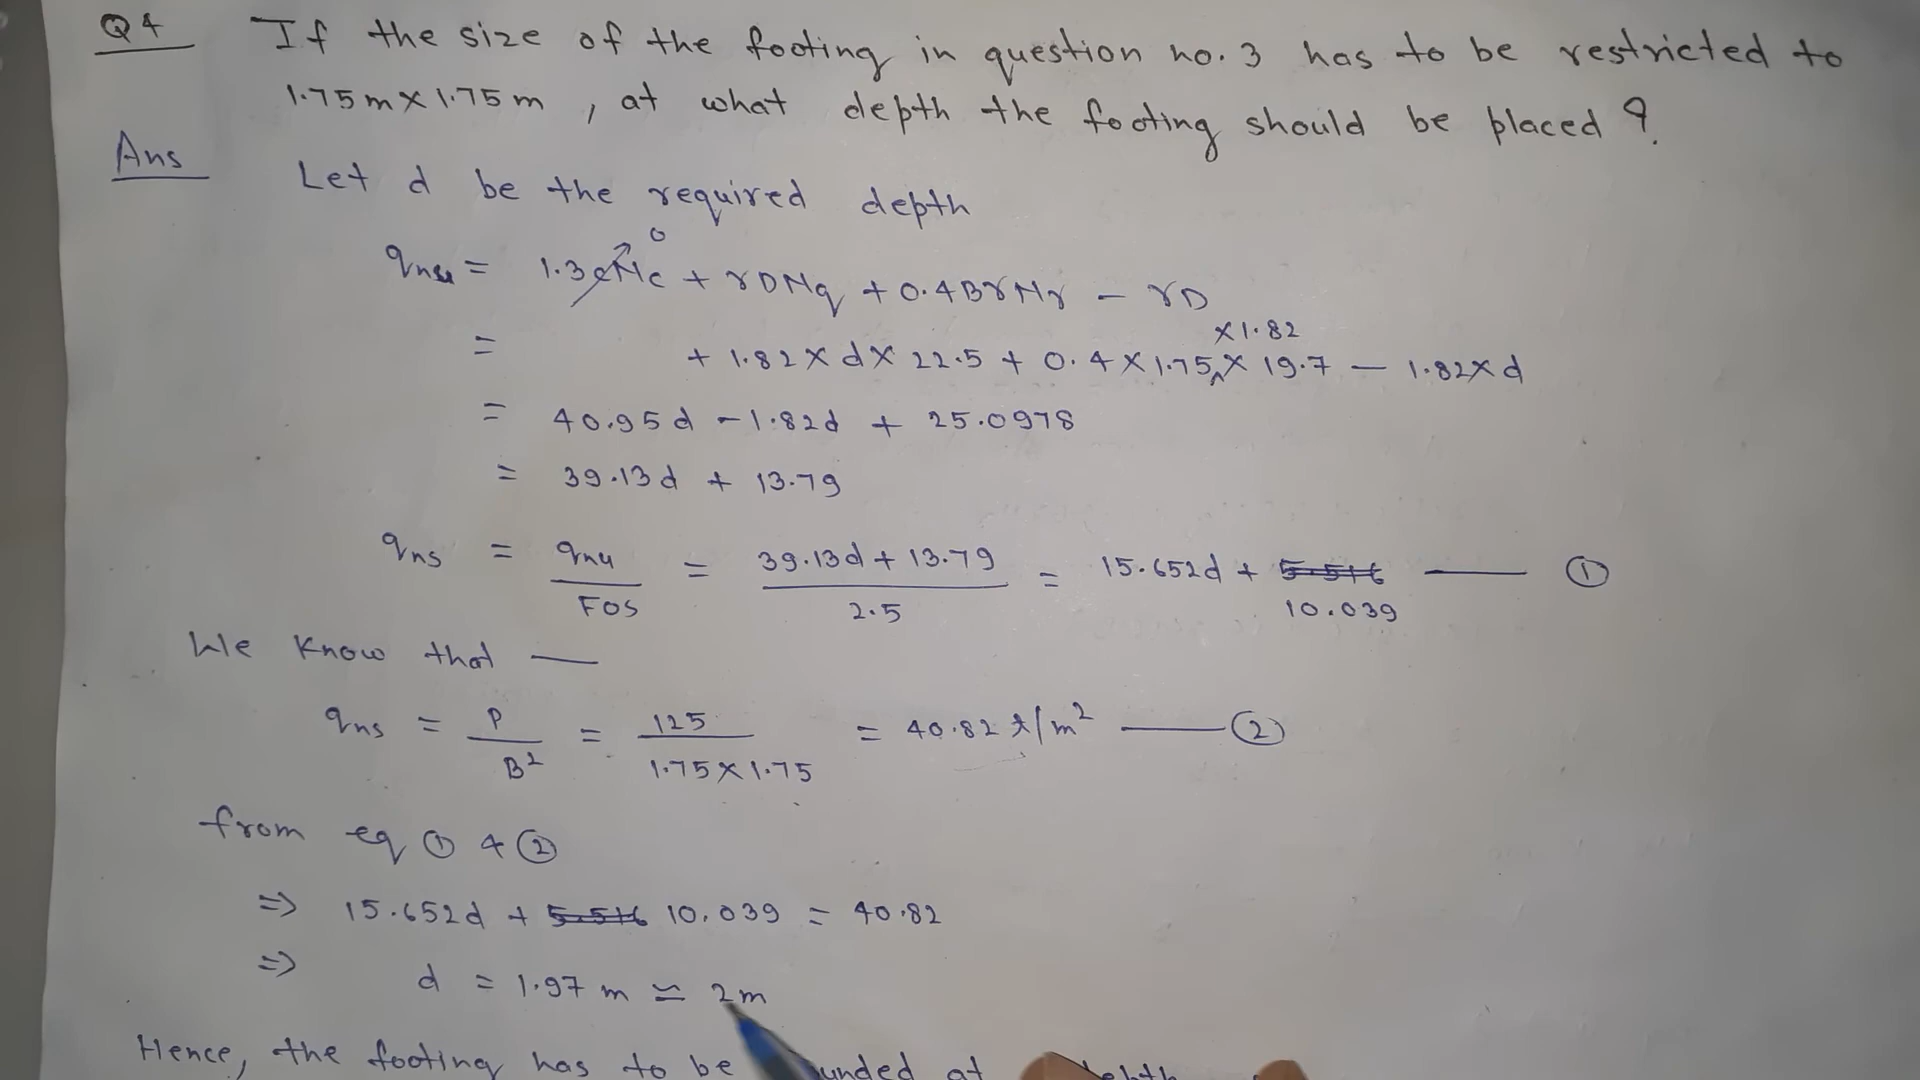 Q4 If the size of the footing in question no. 3 has to be restricted to
1.75m×1.75m, at what depth the footing should be placed?
Ans Let d be the required depth
qnu = 1.3cNc→0 + γDNq + 0.4BγNγ − γD
= + 1.82×d×22.5 + 0.4×1.75×1.82×19.7 − 1.82×d
= 40.95d − 1.82d + 25.0978
= 39.13d + 13.79
qns = qnu/FOS = (39.13d + 13.79)/2.5 = 15.652d + 5.516 10.039 — ①
We know that —
qns = P/B² = 125/1.75×1.75 = 40.82 t/m² — ②
from eq ① & ②
⇒ 15.652d + 5.516 10.039 = 40.82
⇒ d = 1.97 m ≃ 2m
Hence, the footing has to be at